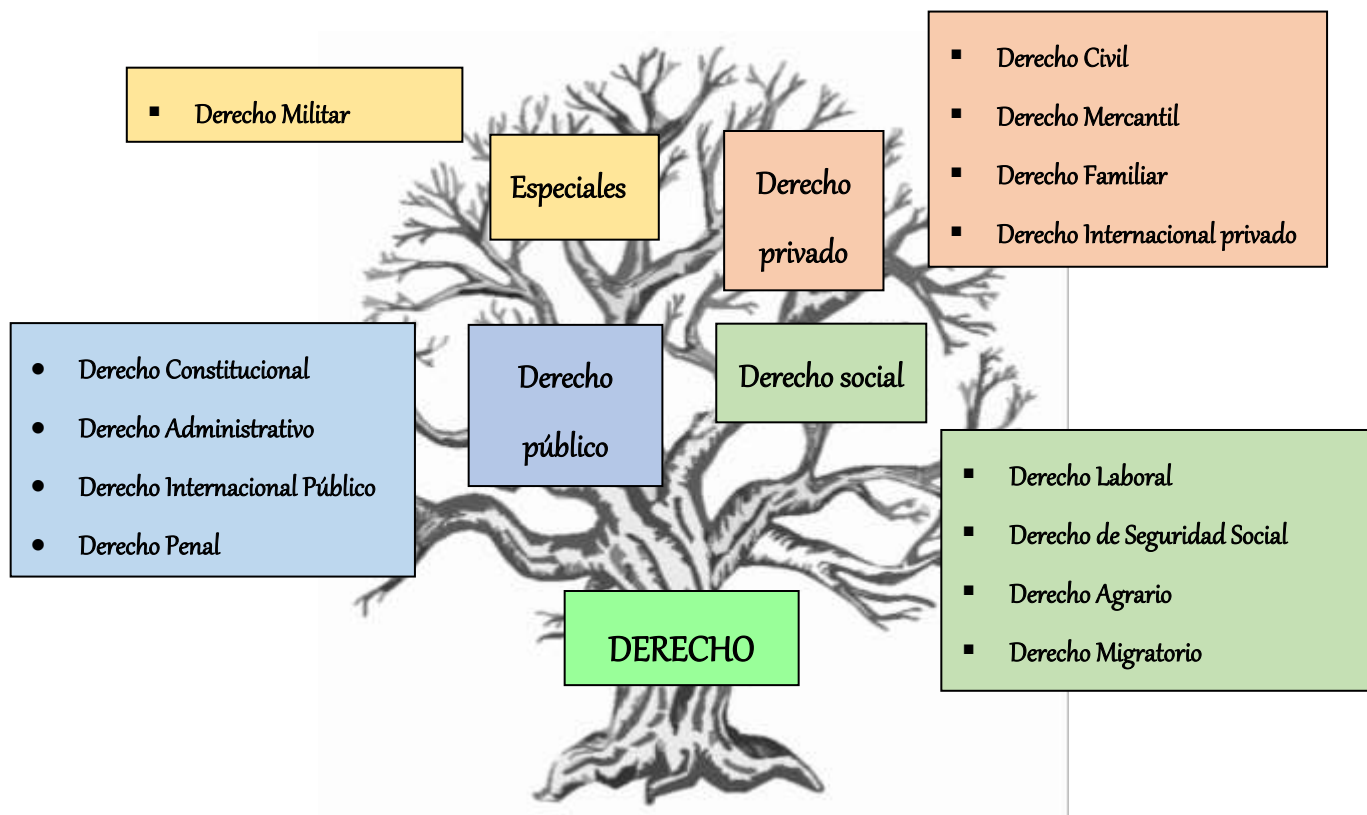 Derecho Militar
Especiales
Derecho
privado
Derecho Civil
Derecho Mercantil
Derecho Familiar
Derecho Internacional privado
Derecho Constitucional
Derecho Administrativo
Derecho Internacional Público
Derecho Penal
Derecho
público
Derecho social
Derecho Laboral
Derecho de Seguridad Social
Derecho Agrario
Derecho Migratorio
DERECHO